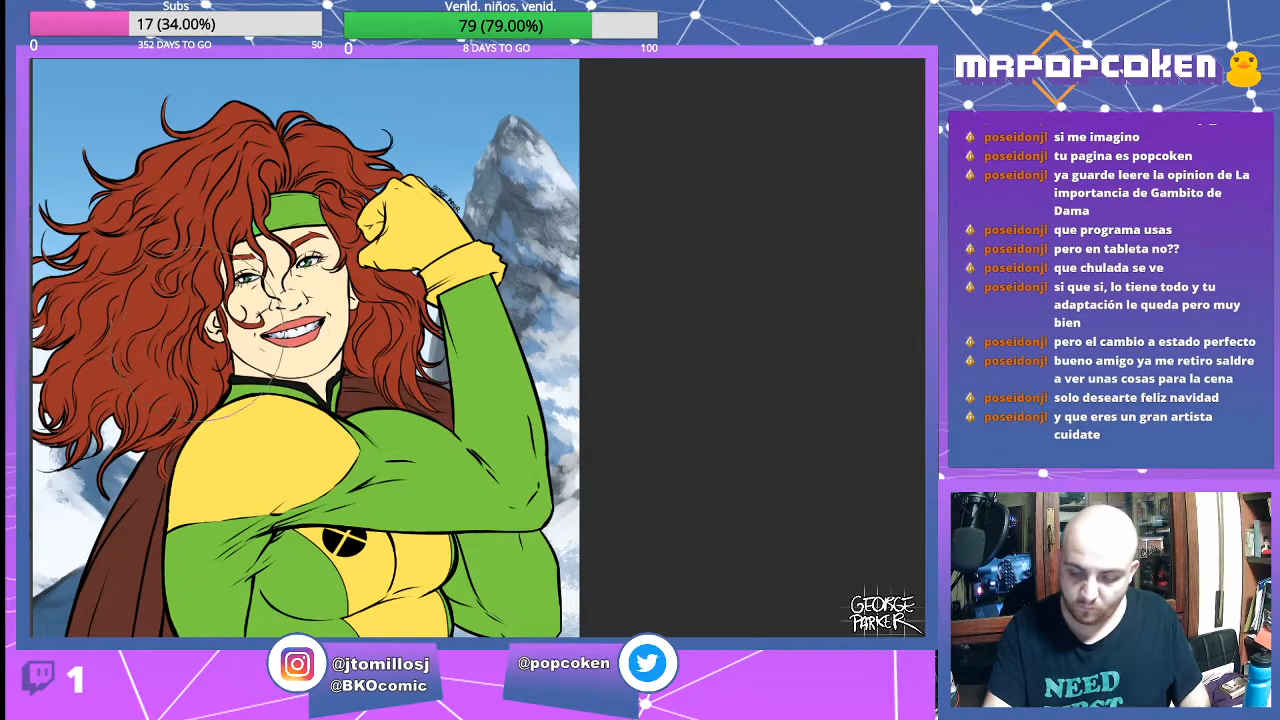 Subs
17 (34.00%)
0
352 DAYS TO GO
50
Venid. niños, venid.
79 (79.00%)
0
8 DAYS TO GO
100
MRPOPCOKEN
poseidonjl si me imagino
poseidonjl tu pagina es popcoken
poseidonjl ya guarde leere la opinion de La
importancia de Gambito de
Dama
poseidonjl que programa usas
poseidonjl pero en tableta no??
poseidonjl que chulada se ve
poseidonjl si que si, lo tiene todo y tu
adaptación le queda pero muy
bien
poseidonjl pero el cambio a estado perfecto
poseidonjl bueno amigo ya me retiro saldre
a ver unas cosas para la cena
poseidonjl solo desearte feliz navidad
poseidonjl y que eres un gran artista
cuidate
GEORGE
PARKER
NEED
1
@jtomillosj
@BKOcomic
@popcoken